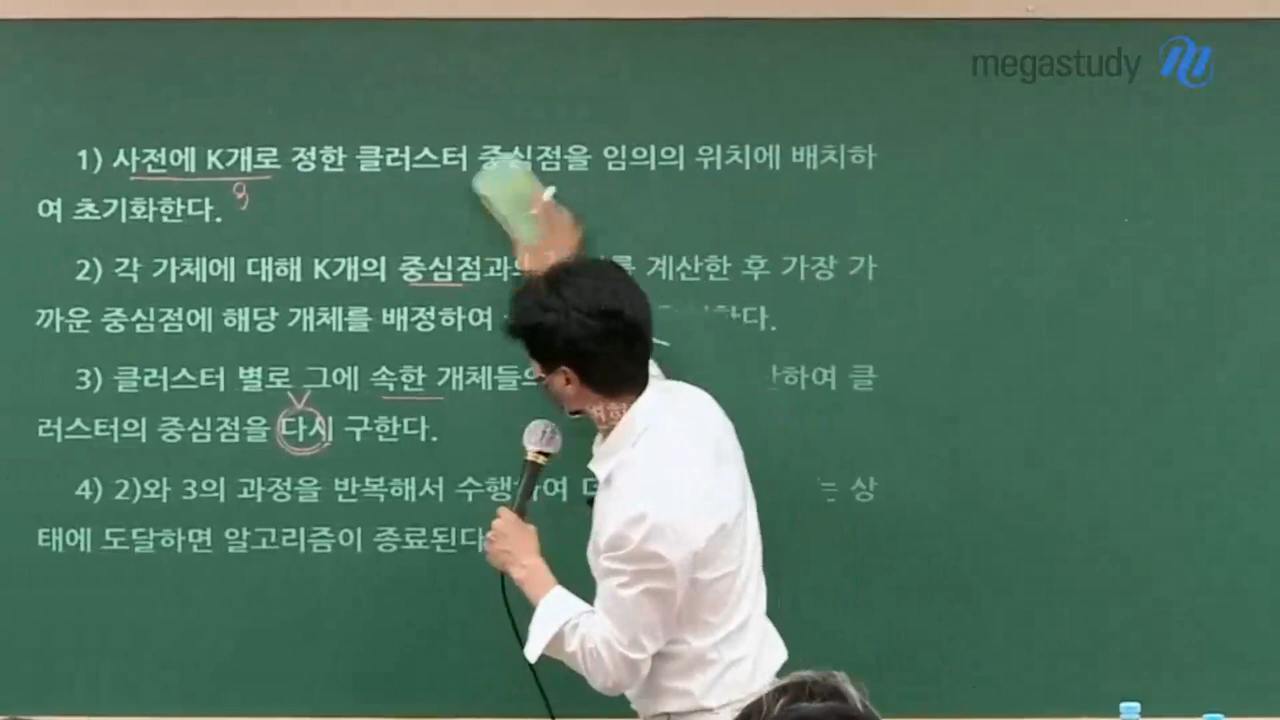 megastudy
1) 사전에 K개로 정한 클러스터 중심점을 임의의 위치에 배치하
여 초기화한다.
2) 각 가체에 대해 K개의 중심점과의 계산한 후 가장 가
까운 중심점에 해당 개체를 배정하여
3) 클러스터 별로 그에 속한 개체들의 하여 클
러스터의 중심점을 다시 구한다.
4) 2)와 3의 과정을 반복해서 수행하여 상
태에 도달하면 알고리즘이 종료된다